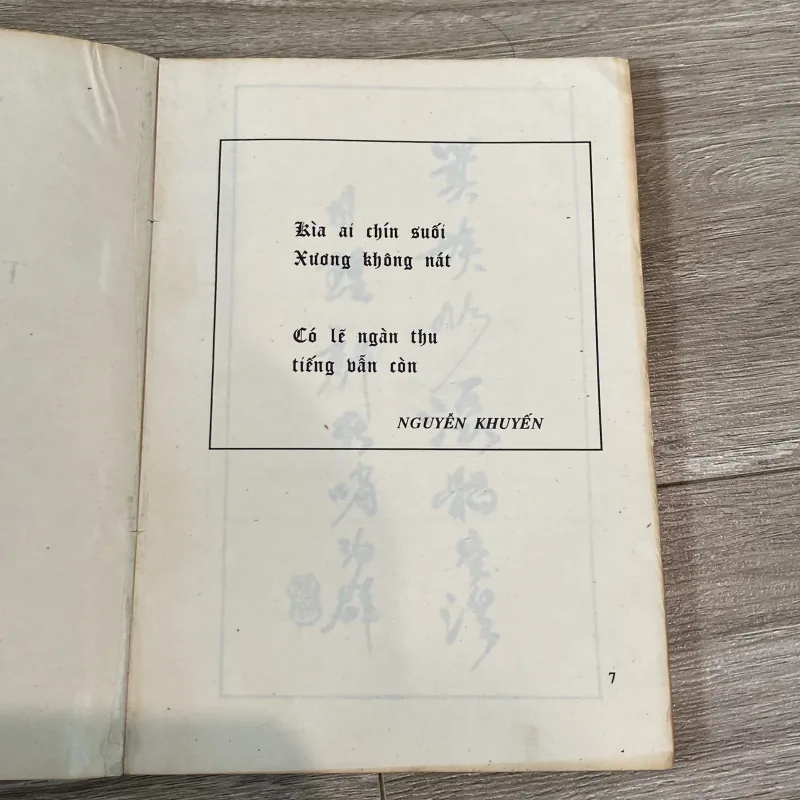 Kìa ai chín suối
Xương không nát
Có lẽ ngàn thu
tiếng vẫn còn
NGUYỄN KHUYẾN
7